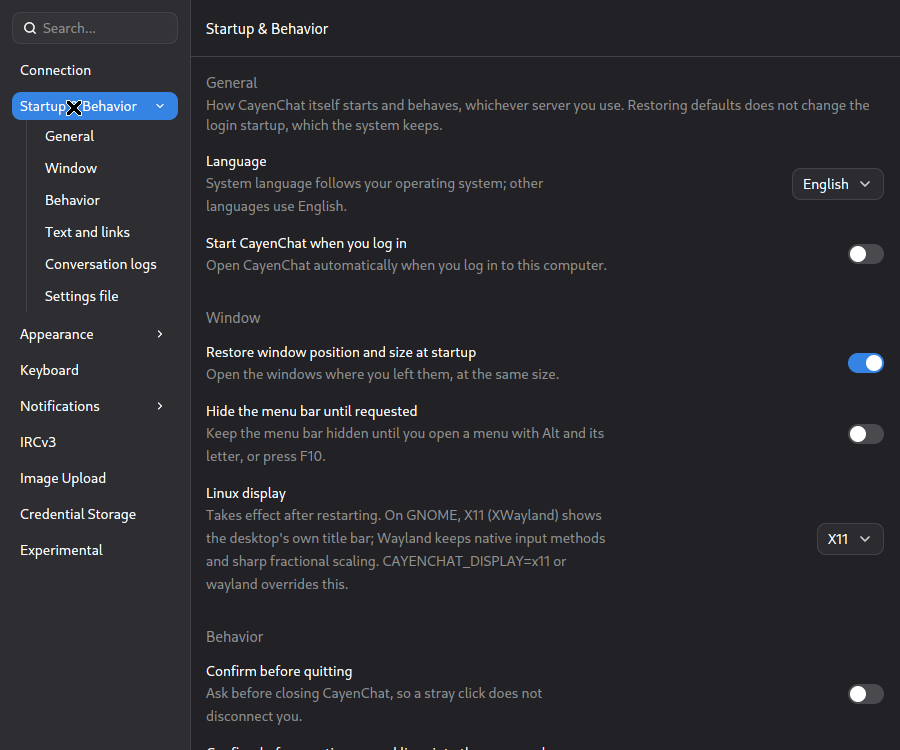 Search...
Connection
Startup & Behavior
General
Window
Behavior
Text and links
Conversation logs
Settings file
Appearance
Keyboard
Notifications
IRCv3
Image Upload
Credential Storage
Experimental
Startup & Behavior
General
How CayenChat itself starts and behaves, whichever server you use. Restoring defaults does not change the
login startup, which the system keeps.
Language
System language follows your operating system; other
languages use English.
English
Start CayenChat when you log in
Open CayenChat automatically when you log in to this computer.
Window
Restore window position and size at startup
Open the windows where you left them, at the same size.
Hide the menu bar until requested
Keep the menu bar hidden until you open a menu with Alt and its
letter, or press F10.
Linux display
Takes effect after restarting. On GNOME, X11 (XWayland) shows
the desktop's own title bar; Wayland keeps native input methods
and sharp fractional scaling. CAYENCHAT_DISPLAY=x11 or
wayland overrides this.
X11
Behavior
Confirm before quitting
Ask before closing CayenChat, so a stray click does not
disconnect you.